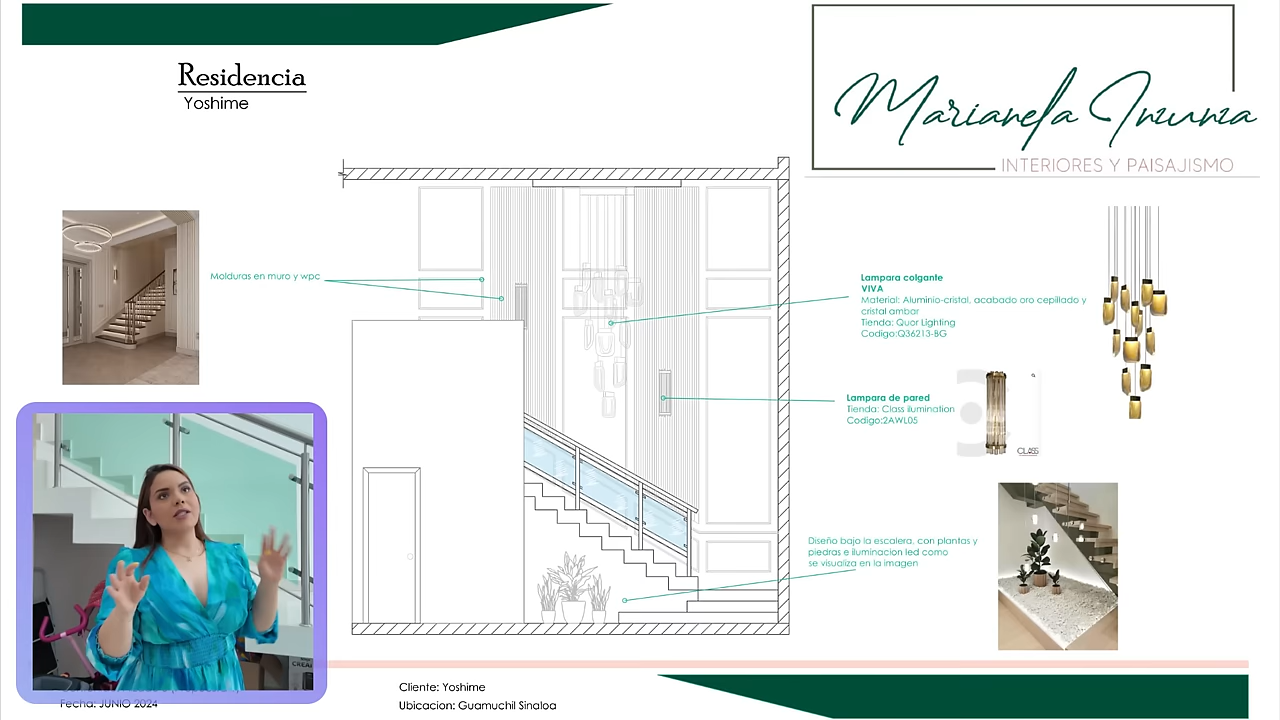 Residencia
Yoshime
Marianela Inzunza
INTERIORES Y PAISAJISMO
Molduras en muro y wpc
Lampara colgante
VIVA
Material: Aluminio-cristal, acabado oro cepillado y
cristal ambar
Tienda: Quor Lighting
Codigo:Q36213-BG
Lampara de pared
Tienda: Class ilumination
Codigo:2AWL05
CLASS
Diseño bajo la escalera, con plantas y
piedras e iluminacion led como
se visualiza en la imagen
Fecha: JUNIO 2024
Cliente: Yoshime
Ubicacion: Guamuchil Sinaloa